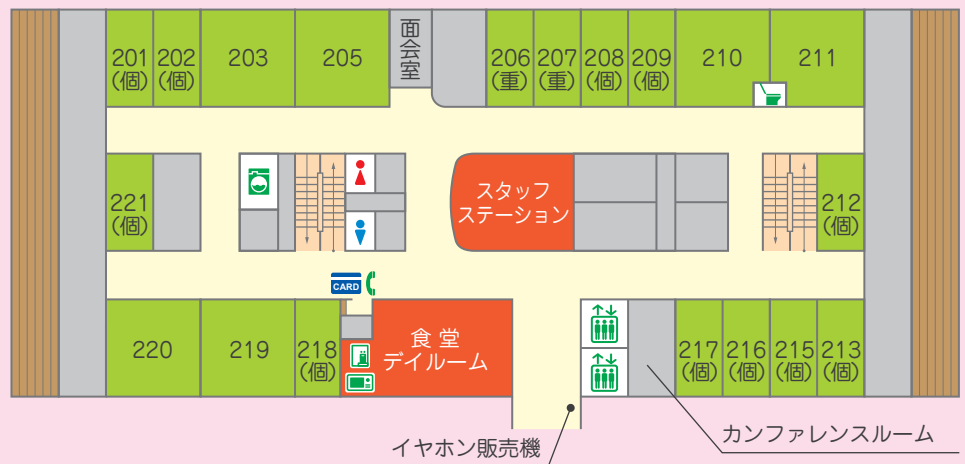 201
(個)
202
(個)
203
205
面会室
206
(重)
207
(重)
208
(個)
209
(個)
210
211
221
(個)
スタッフ
ステーション
212
(個)
CARD
220
219
218
(個)
食堂
デイルーム
217
(個)
216
(個)
215
(個)
213
(個)
イヤホン販売機
カンファレンスルーム